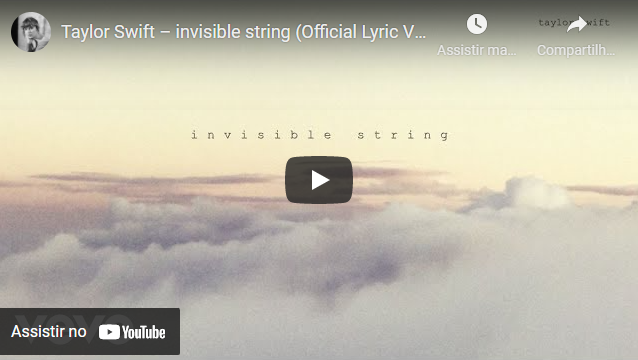 Taylor Swift – invisible string (Official Lyric V...
taylor swift
Assistir ma...
Compartilh...
invisible string
Assistir no YouTube
vevo